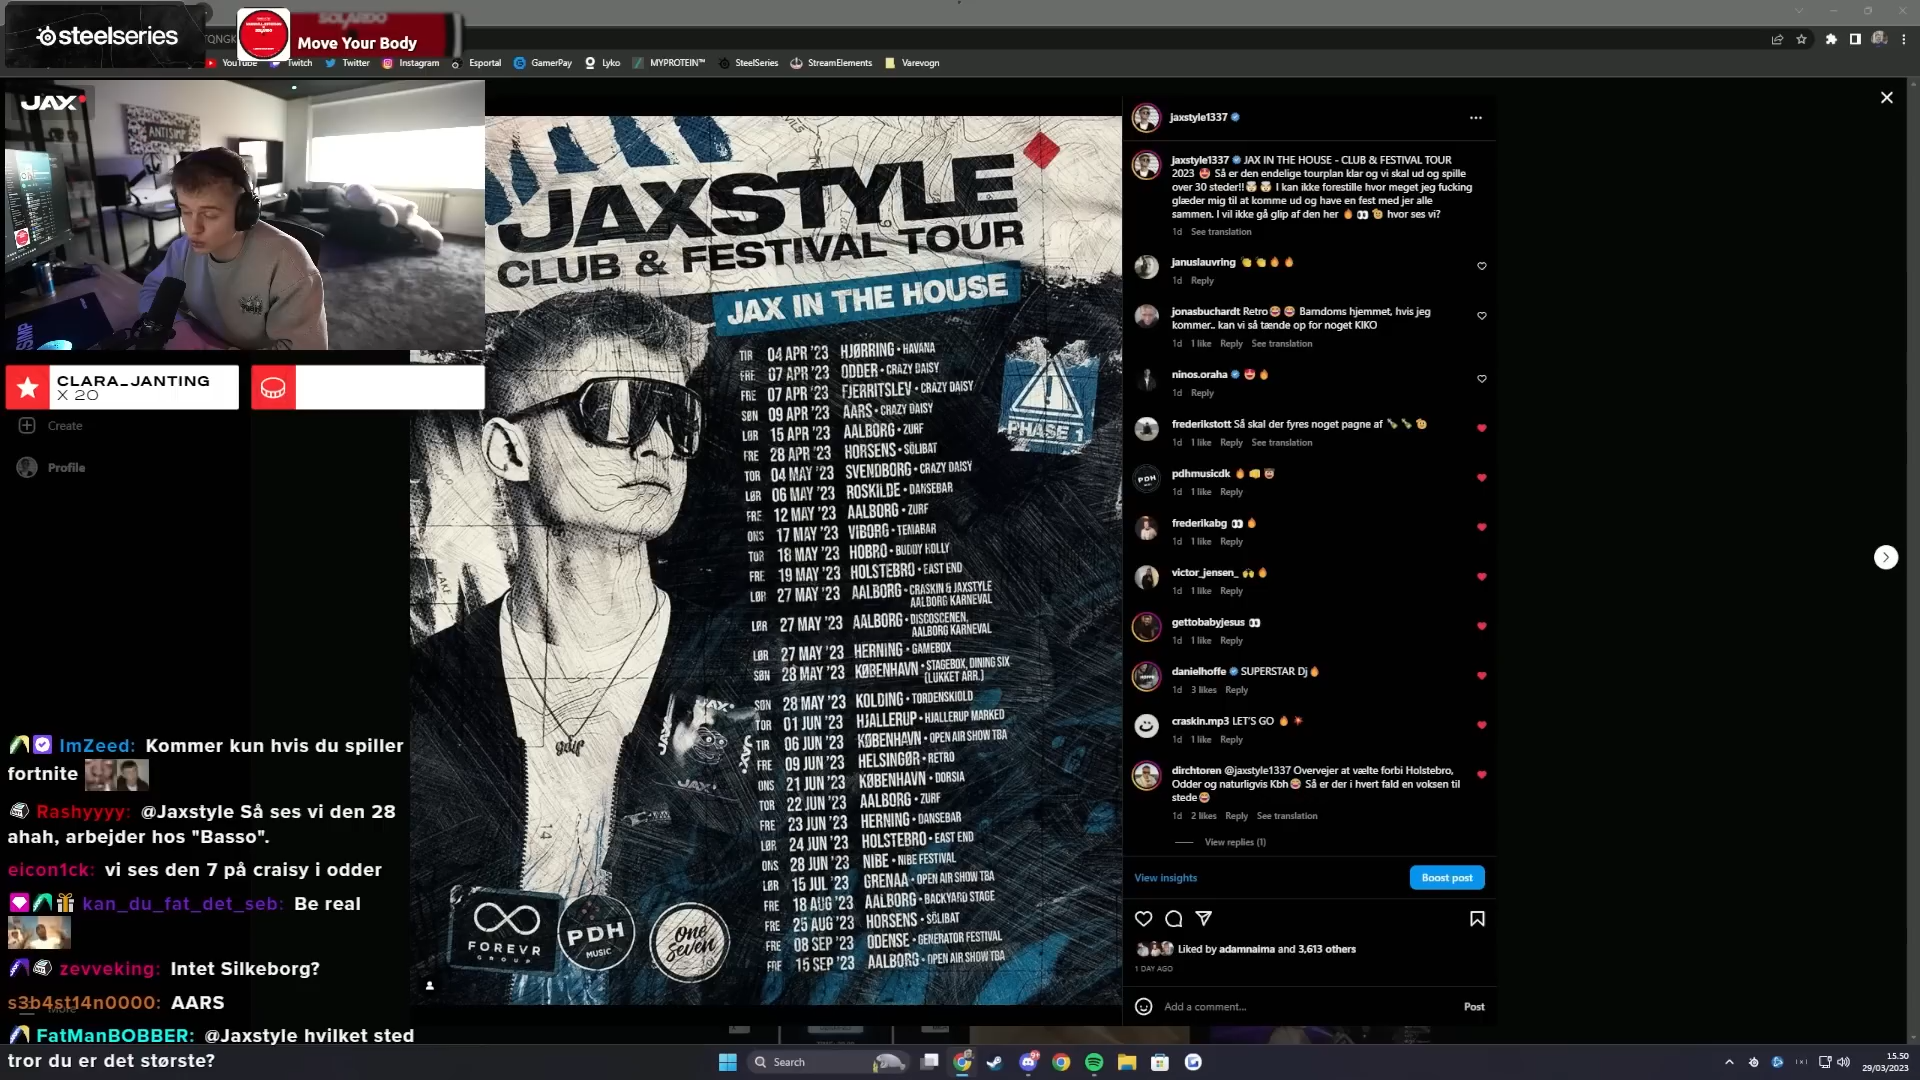 steelseries
SOLARDO
Move Your Body
YouTube
Twitch
Twitter
Instagram
Esportal
GamerPay
Lyko
MYPROTEIN™
SteelSeries
StreamElements
Varevogn
JAX
ANTISIMP
CLARA_JANTING
X 20
Create
Profile
JAXSTYLE
CLUB & FESTIVAL TOUR
JAX IN THE HOUSE
PHASE 1
TIR 04 APR '23 HJØRRING • HAVANA
FRE 07 APR '23 ODDER • CRAZY DAISY
FRE 07 APR '23 FJERRITSLEV • CRAZY DAISY
SØN 09 APR '23 AARS • CRAZY DAISY
LØR 15 APR '23 AALBORG • ZURF
FRE 28 APR '23 HORSENS • SÖLIBAT
TOR 04 MAY '23 SVENDBORG • CRAZY DAISY
LØR 06 MAY '23 ROSKILDE • DANSEBAR
FRE 12 MAY '23 AALBORG • ZURF
ONS 17 MAY '23 VIBORG • TEMABAR
TOR 18 MAY '23 HOBRO • BUDDY HOLLY
FRE 19 MAY '23 HOLSTEBRO • EAST END
LØR 27 MAY '23 AALBORG • CRASKIN & JAXSTYLE
AALBORG KARNEVAL
LØR 27 MAY '23 AALBORG • DISCOSCENEN,
AALBORG KARNEVAL
LØR 27 MAY '23 HERNING • GAMEBOX
SØN 28 MAY '23 KØBENHAVN • STAGEBOX, DINING SIX
(LUKKET ARR.)
SØN 28 MAY '23 KOLDING • TORDENSKIOLD
TOR 01 JUN '23 HJALLERUP • HJALLERUP MARKED
TIR 06 JUN '23 KØBENHAVN • OPEN AIR SHOW TBA
FRE 09 JUN '23 HELSINGØR • RETRO
ONS 21 JUN '23 KØBENHAVN • DORSIA
TOR 22 JUN '23 AALBORG • ZURF
FRE 23 JUN '23 HERNING • DANSEBAR
LØR 24 JUN '23 HOLSTEBRO • EAST END
ONS 28 JUN '23 NIBE • NIBE FESTIVAL
LØR 15 JUL '23 GRENAA • OPEN AIR SHOW TBA
FRE 18 AUG '23 AALBORG • BACKYARD STAGE
FRE 25 AUG '23 HORSENS • SÖLIBAT
FRE 08 SEP '23 ODENSE • GENERATOR FESTIVAL
FRE 15 SEP '23 AALBORG • OPEN AIR SHOW TBA
FOREVR
GROUP
PDH
MUSIC
one
seven
jaxstyle1337
jaxstyle1337 JAX IN THE HOUSE - CLUB & FESTIVAL TOUR
2023 😍 Så er den endelige tourplan klar og vi skal ud og spille
over 30 steder!!🤯 🤯 I kan ikke forestille hvor meget jeg fucking
glæder mig til at komme ud og have en fest med jer alle
sammen. I vil ikke gå glip af den her 🔥 👀 🫡 hvor ses vi?
1d See translation
januslauvring 👏 👏 🔥 🔥
1d Reply
jonasbuchardt Retro😂 😂 Barndoms hjemmet, hvis jeg
kommer.. kan vi så tænde op for noget KIKO
1d 1 like Reply See translation
ninos.oraha 😍 🔥
1d Reply
frederikstott Så skal der fyres noget pagne af 🍾 🍾 🫡
1d 1 like Reply See translation
pdhmusicdk 🔥
1d 1 like Reply
frederikabg 👀 🔥
1d 1 like Reply
victor_jensen_ 🙌 🔥
1d 1 like Reply
gettobabyjesus 👀
1d 1 like Reply
danielhoffe SUPERSTAR Dj🔥
1d 3 likes Reply
craskin.mp3 LET'S GO 🔥 💥
1d 1 like Reply
dirchtoren @jaxstyle1337 Overvejer at vælte forbi Holstebro,
Odder og naturligvis Kbh😂 Så er der i hvert fald en voksen til
stede😂
1d 2 likes Reply See translation
View replies (1)
View insights
Boost post
Liked by adamnaima and 3,613 others
1 DAY AGO
Add a comment...
Post
ImZeed: Kommer kun hvis du spiller
fortnite
Rashyyyy: @Jaxstyle Så ses vi den 28
ahah, arbejder hos "Basso".
eicon1ck: vi ses den 7 på craisy i odder
kan_du_fat_det_seb: Be real
zevveking: Intet Silkeborg?
s3b4st14n0000: AARS
More
FatManBOBBER: @Jaxstyle hvilket sted
tror du er det største?
Search
15.50
29/03/2023